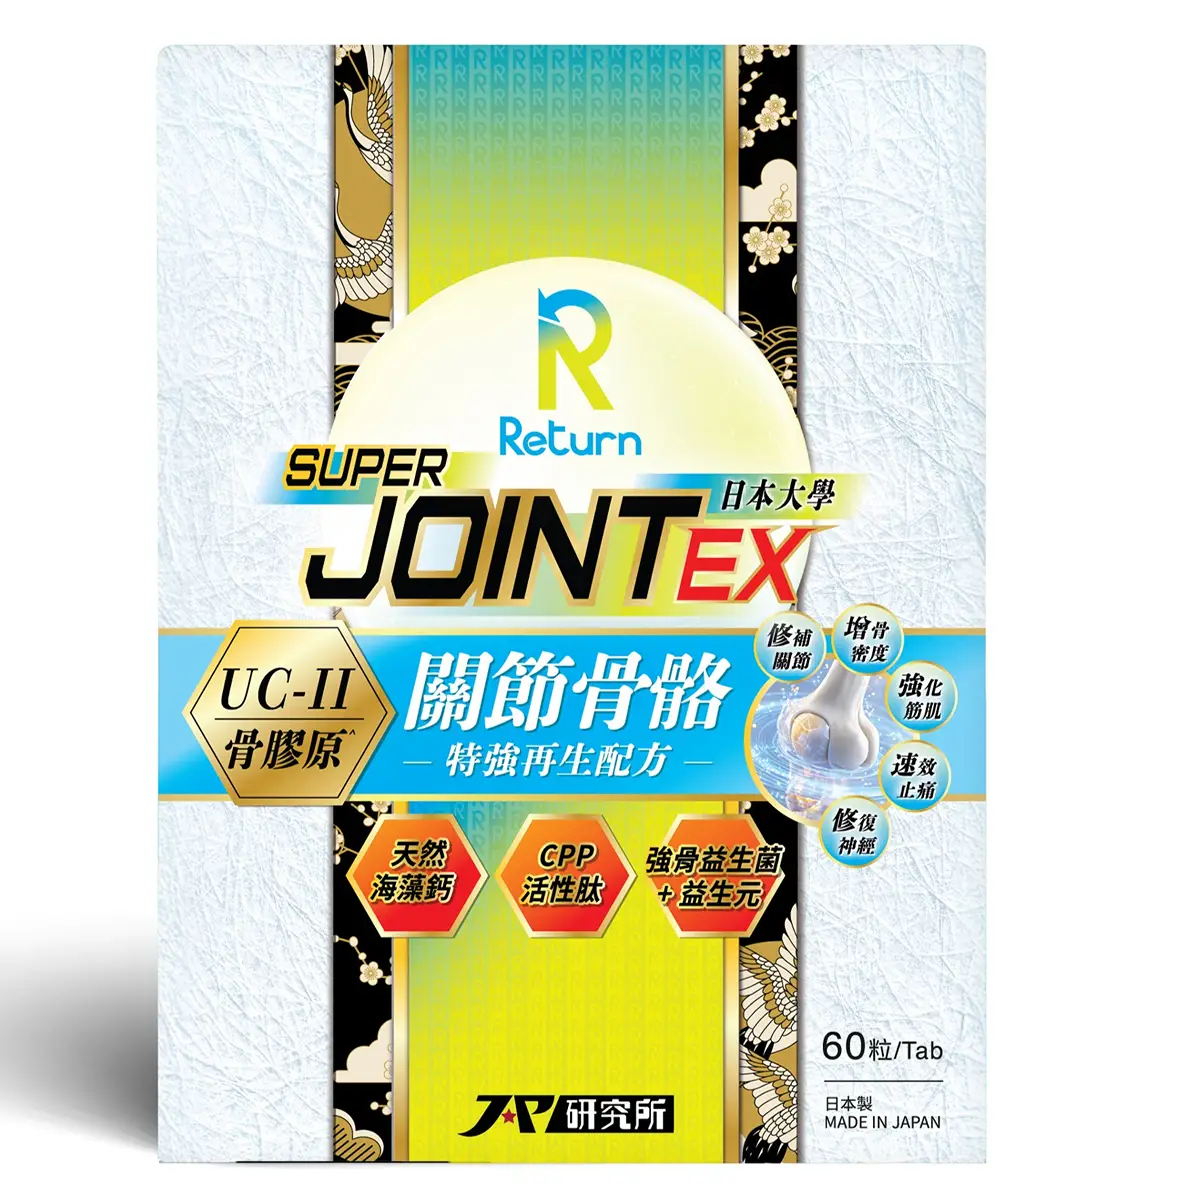 Return
SUPER
JOINT EX
日本大學
UC-II
骨膠原^
關節骨骼
— 特強再生配方 —
修補
關節
增骨
密度
強化
筋肌
速效
止痛
修復
神經
天然
海藻鈣
CPP
活性肽
強骨益生菌
+ 益生元
研究所
60粒/Tab
日本製
MADE IN JAPAN